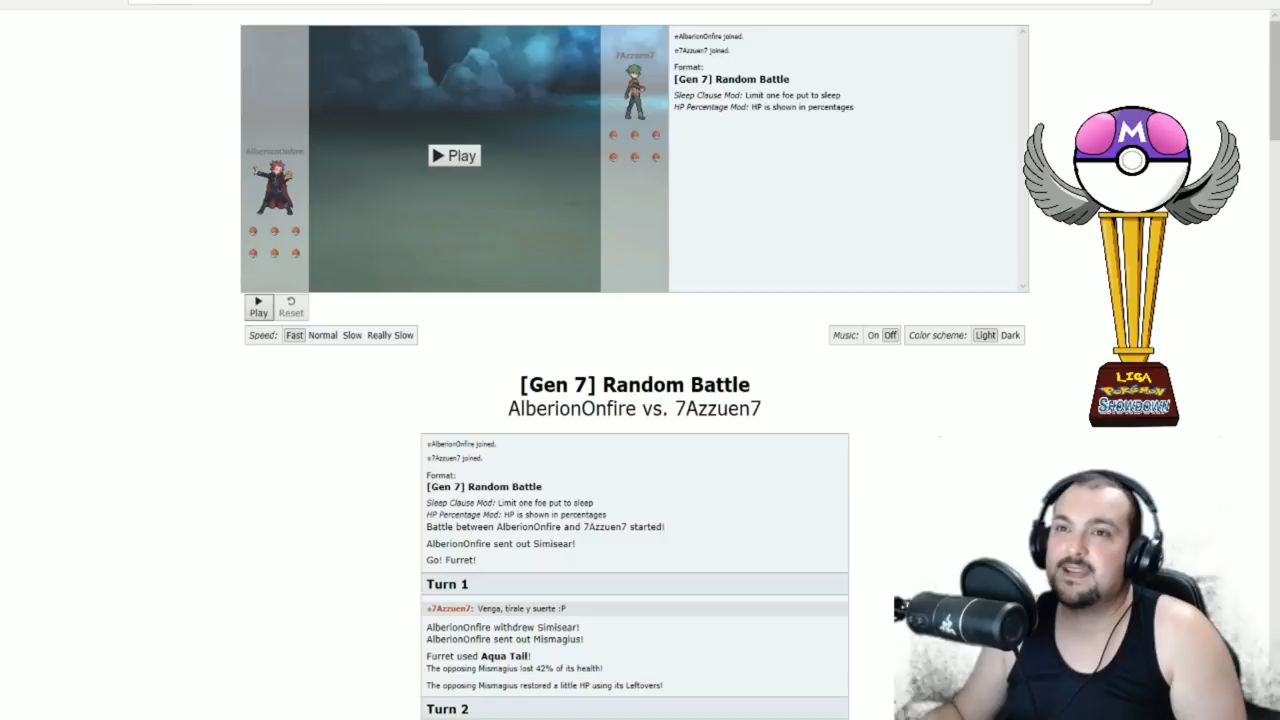 AlberionOnfire
7Azzuen7
▶ Play
☆AlberionOnfire joined.
☆7Azzuen7 joined.
Format:
[Gen 7] Random Battle
Sleep Clause Mod: Limit one foe put to sleep
HP Percentage Mod: HP is shown in percentages
M
LIGA
POKÉMON
SHOWDOWN
Play
Reset
Speed: Fast Normal Slow Really Slow
Music: On Off
Color scheme: Light Dark
[Gen 7] Random Battle
AlberionOnfire vs. 7Azzuen7
☆AlberionOnfire joined.
☆7Azzuen7 joined.
Format:
[Gen 7] Random Battle
Sleep Clause Mod: Limit one foe put to sleep
HP Percentage Mod: HP is shown in percentages
Battle between AlberionOnfire and 7Azzuen7 started!
AlberionOnfire sent out Simisear!
Go! Furret!
Turn 1
☆7Azzuen7: Venga, tírale y suerte :P
AlberionOnfire withdrew Simisear!
AlberionOnfire sent out Mismagius!
Furret used Aqua Tail!
The opposing Mismagius lost 42% of its health!
The opposing Mismagius restored a little HP using its Leftovers!
Turn 2